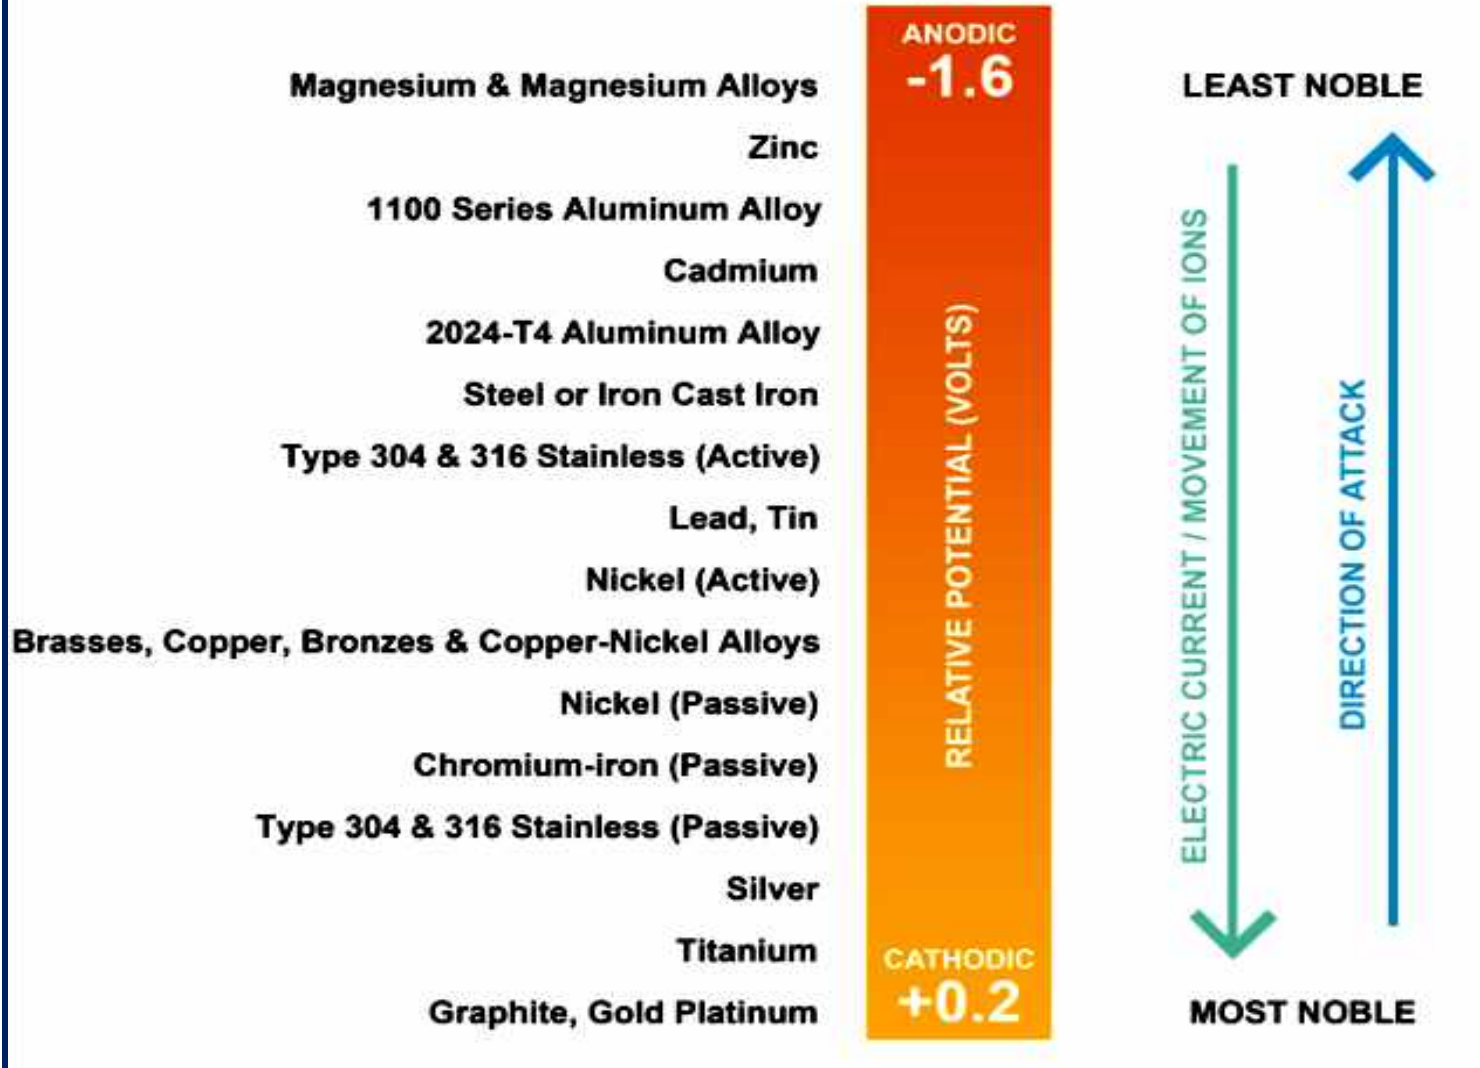 ANODIC
-1.6
Magnesium & Magnesium Alloys
LEAST NOBLE
Zinc
1100 Series Aluminum Alloy
Cadmium
2024-T4 Aluminum Alloy
Steel or Iron Cast Iron
Type 304 & 316 Stainless (Active)
Lead, Tin
Nickel (Active)
Brasses, Copper, Bronzes & Copper-Nickel Alloys
Nickel (Passive)
Chromium-iron (Passive)
Type 304 & 316 Stainless (Passive)
Silver
Titanium
Graphite, Gold Platinum
RELATIVE POTENTIAL (VOLTS)
CATHODIC
+0.2
ELECTRIC CURRENT / MOVEMENT OF IONS
DIRECTION OF ATTACK
MOST NOBLE